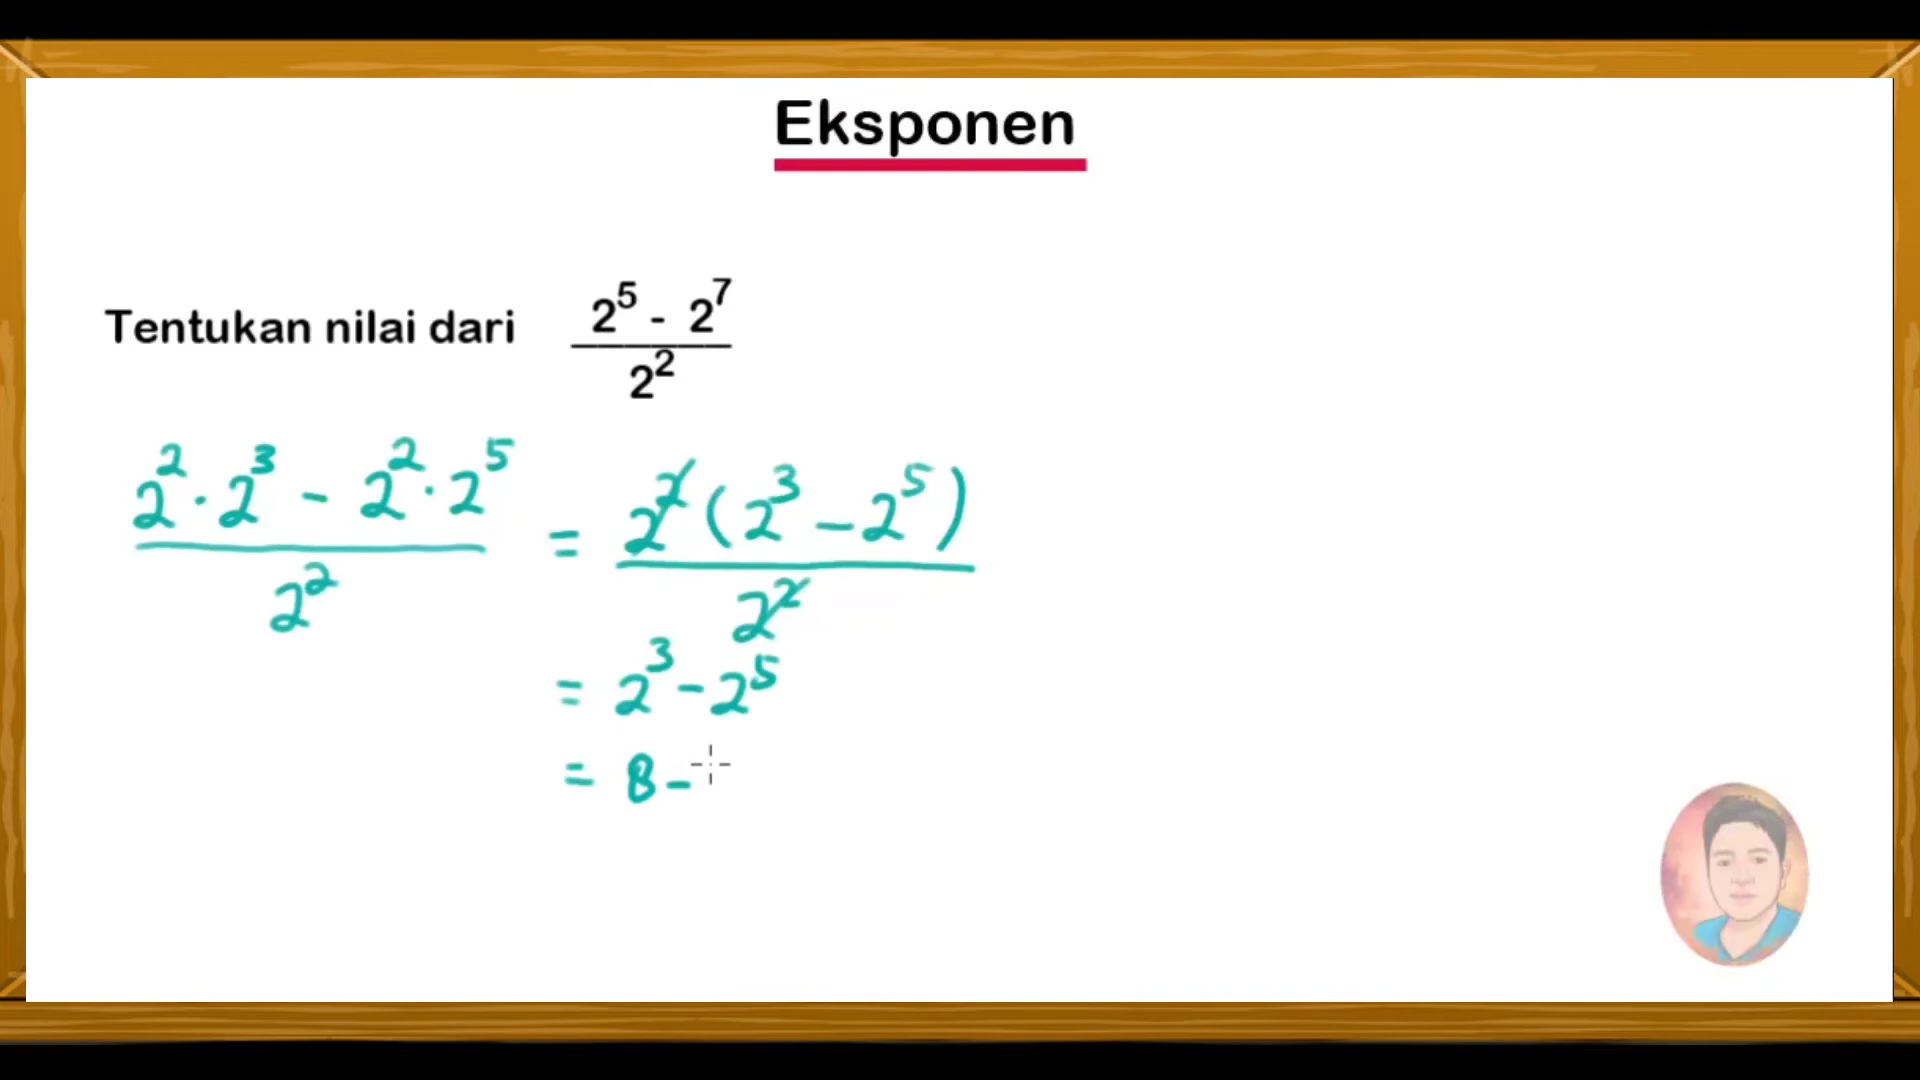 Eksponen
Tentukan nilai dari (2^5 - 2^7) / 2^2
(2^2 · 2^3 - 2^2 · 2^5) / 2^2 = 2^2 (2^3 - 2^5) / 2^2
= 2^3 - 2^5
= 8 -